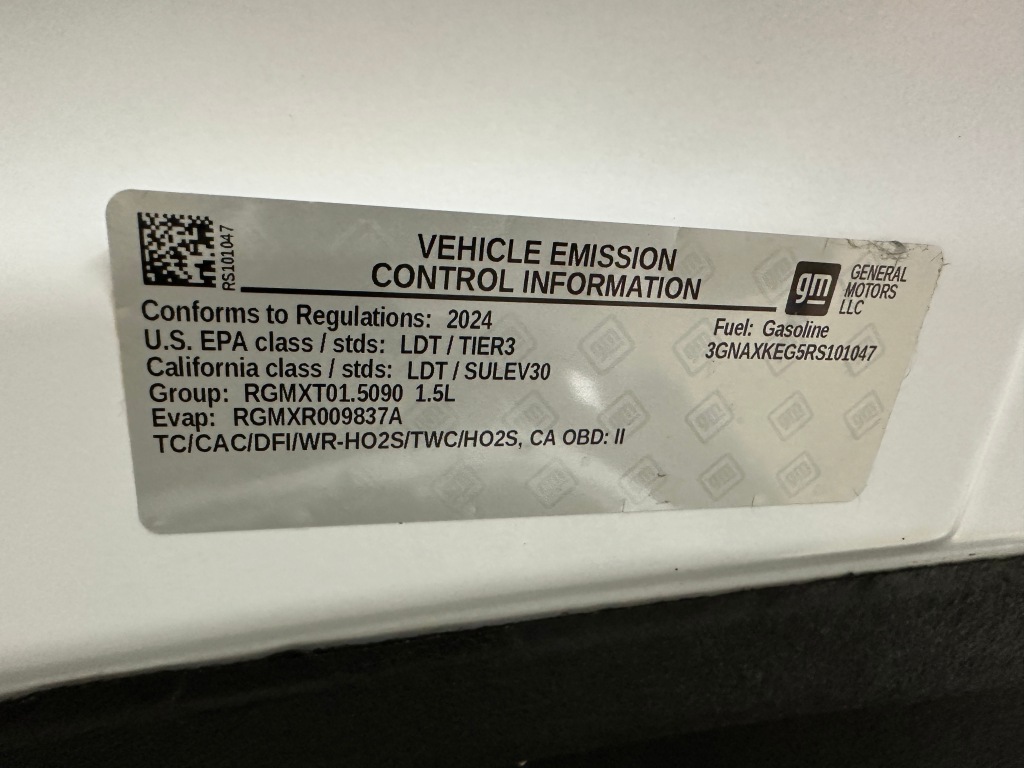 RS101047
VEHICLE EMISSION
CONTROL INFORMATION
gm
GENERAL
MOTORS
LLC
Conforms to Regulations: 2024
U.S. EPA class / stds: LDT / TIER3
California class / stds: LDT / SULEV30
Group: RGMXT01.5090 1.5L
Evap: RGMXR009837A
TC/CAC/DFI/WR-HO2S/TWC/HO2S, CA OBD: II
Fuel: Gasoline
3GNAXKEG5RS101047